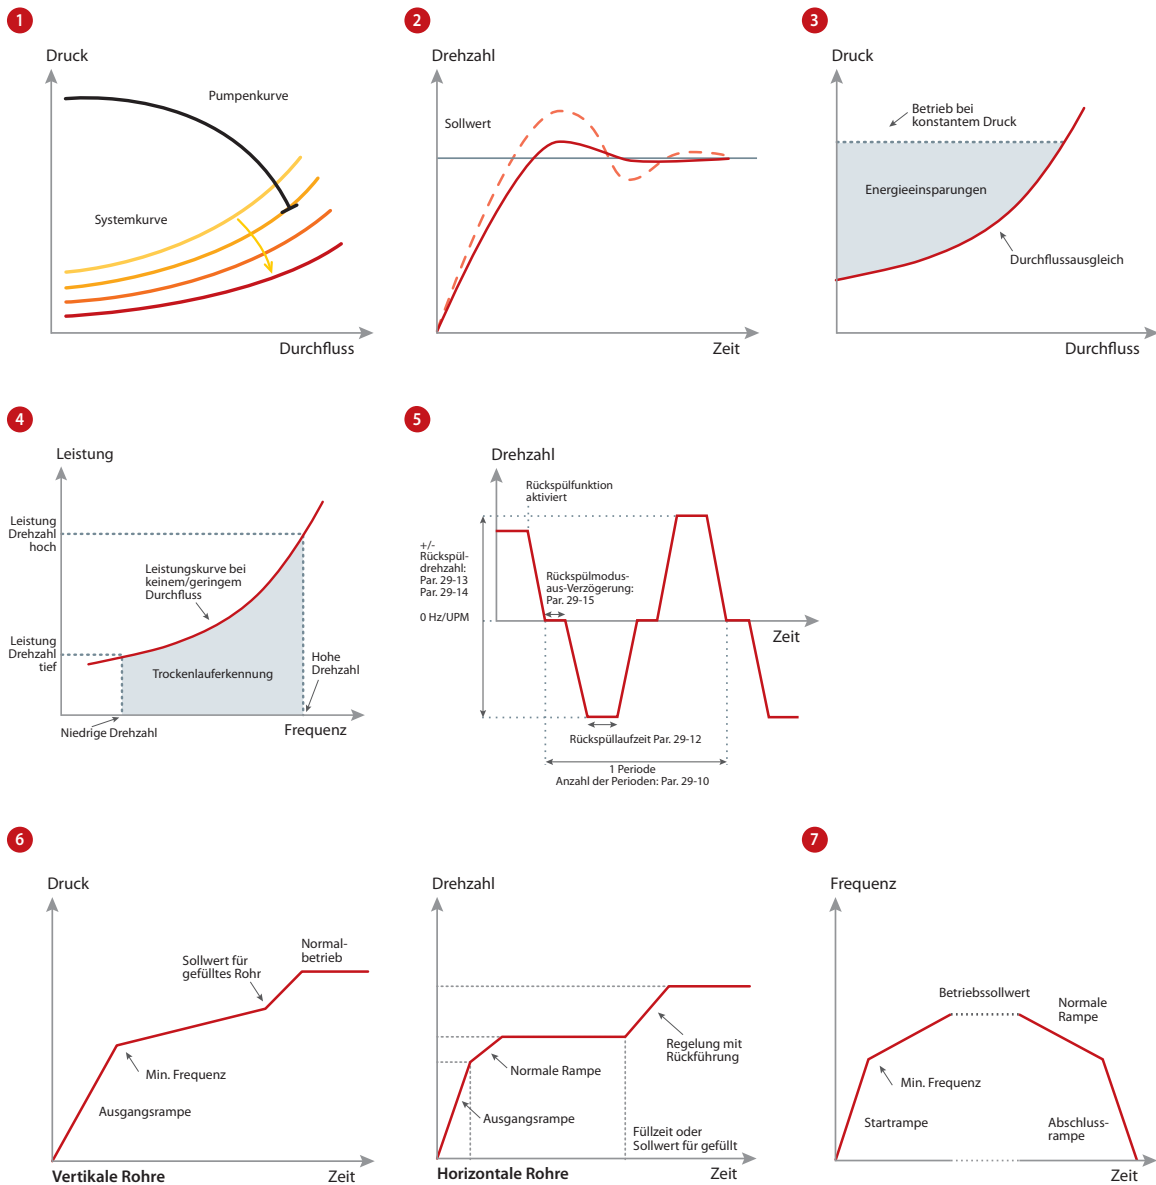 1
Druck
Pumpenkurve
Systemkurve
Durchfluss
2
Drehzahl
Sollwert
Zeit
3
Druck
Betrieb bei
konstantem Druck
Energieeinsparungen
Durchflussausgleich
Durchfluss
4
Leistung
Leistung
Drehzahl
hoch
Leistungskurve bei
keinem/geringem
Durchfluss
Leistung
Drehzahl
tief
Trockenlauferkennung
Hohe
Drehzahl
Niedrige Drehzahl
Frequenz
5
Drehzahl
Rückspülfunktion
aktiviert
+/-
Rückspül-
drehzahl:
Par. 29-13
Par. 29-14
Rückspülmodus-
aus-Verzögerung:
Par. 29-15
0 Hz/UPM
Zeit
Rückspüllaufzeit Par. 29-12
1 Periode
Anzahl der Perioden: Par. 29-10
6
Druck
Normal-
betrieb
Sollwert für
gefülltes Rohr
Min. Frequenz
Ausgangsrampe
Vertikale Rohre
Zeit
Drehzahl
Regelung mit
Rückführung
Normale Rampe
Ausgangsrampe
Füllzeit oder
Sollwert für gefüllt
Horizontale Rohre
Zeit
7
Frequenz
Betriebssollwert
Normale
Rampe
Min. Frequenz
Startrampe
Abschluss-
rampe
Zeit